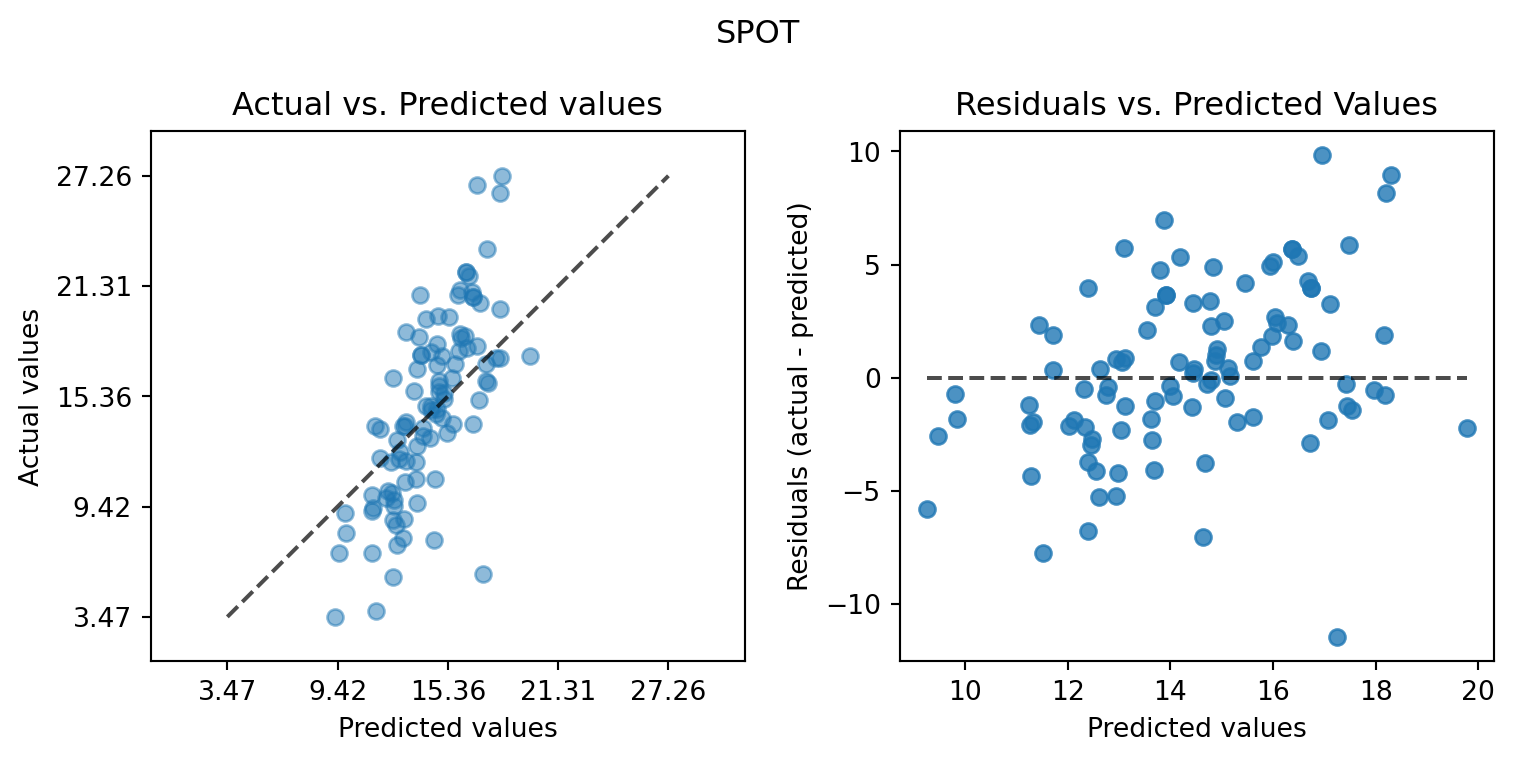 SPOT
Actual vs. Predicted values
Actual values
27.26
21.31
15.36
9.42
3.47
3.47 9.42 15.36 21.31 27.26
Predicted values
Residuals vs. Predicted Values
Residuals (actual - predicted)
10
5
0
−5
−10
10 12 14 16 18 20
Predicted values